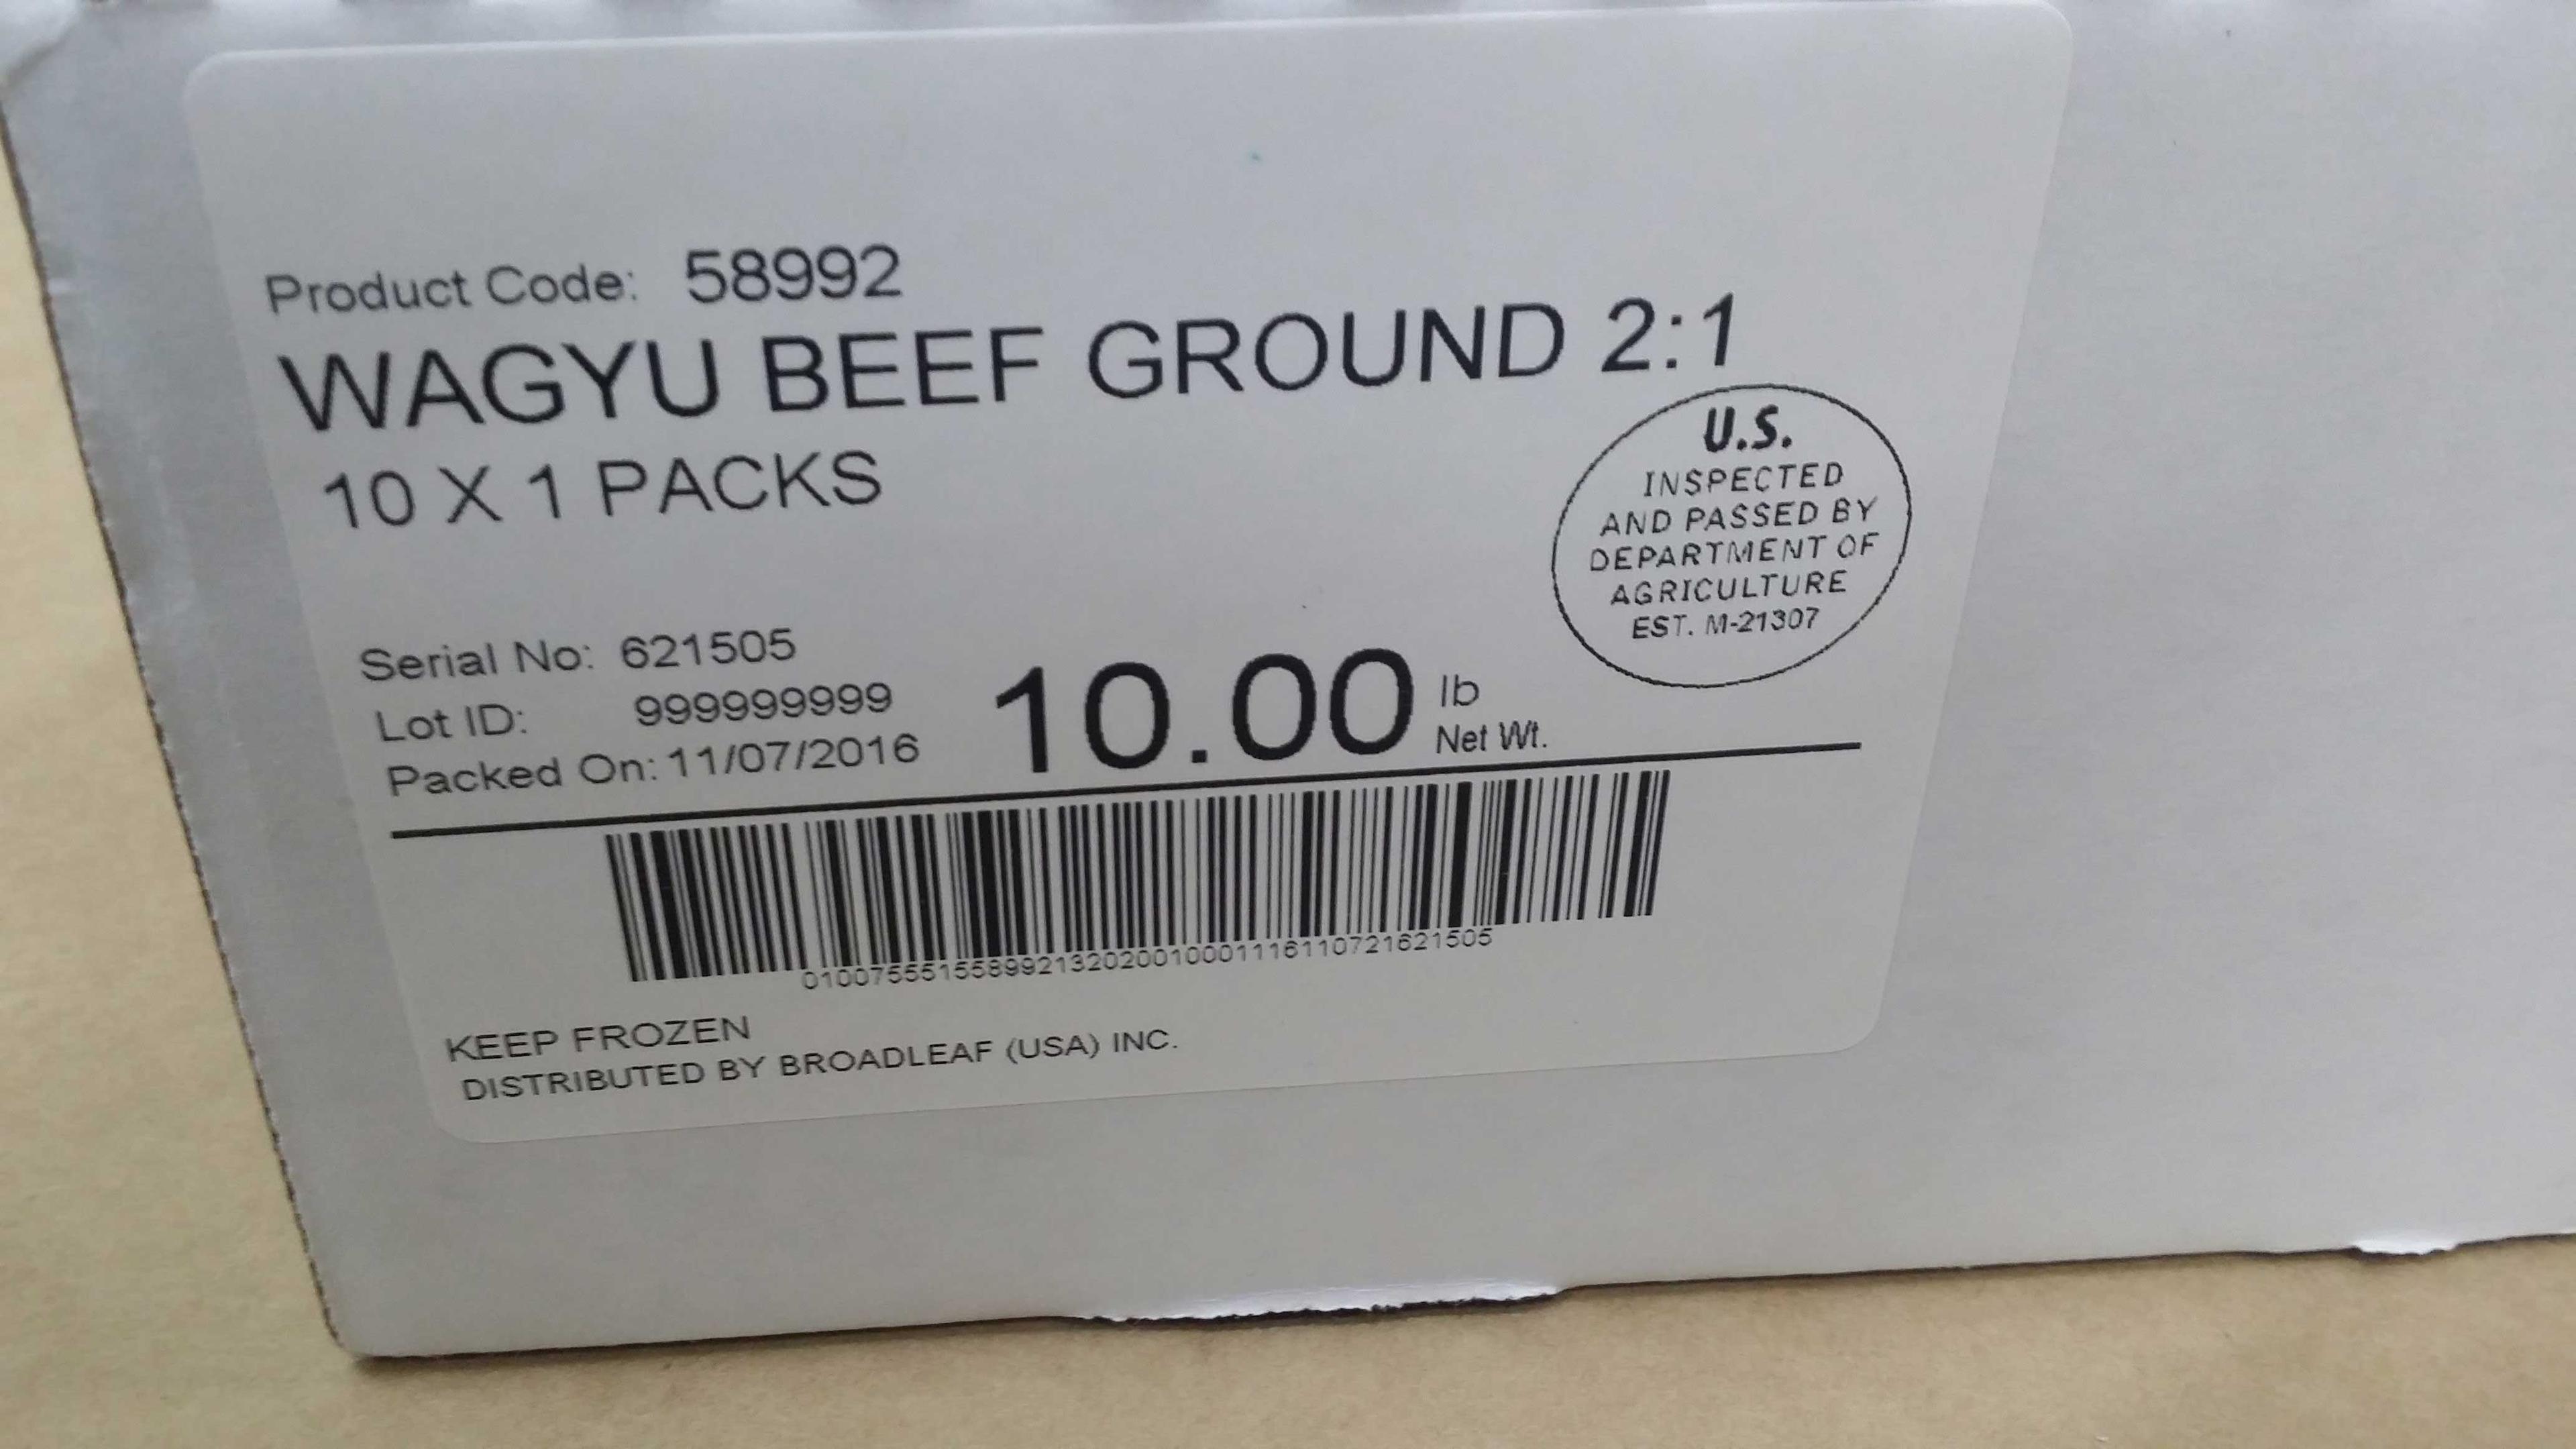 Product Code: 58992
WAGYU BEEF GROUND 2:1
10 X 1 PACKS
U.S.
INSPECTED
AND PASSED BY
DEPARTMENT OF
AGRICULTURE
EST. M-21307
Serial No: 621505
Lot ID: 999999999
Packed On: 11/07/2016
10.00 lb
Net Wt.
01007555155899213202001000111611072162 1505
KEEP FROZEN
DISTRIBUTED BY BROADLEAF (USA) INC.